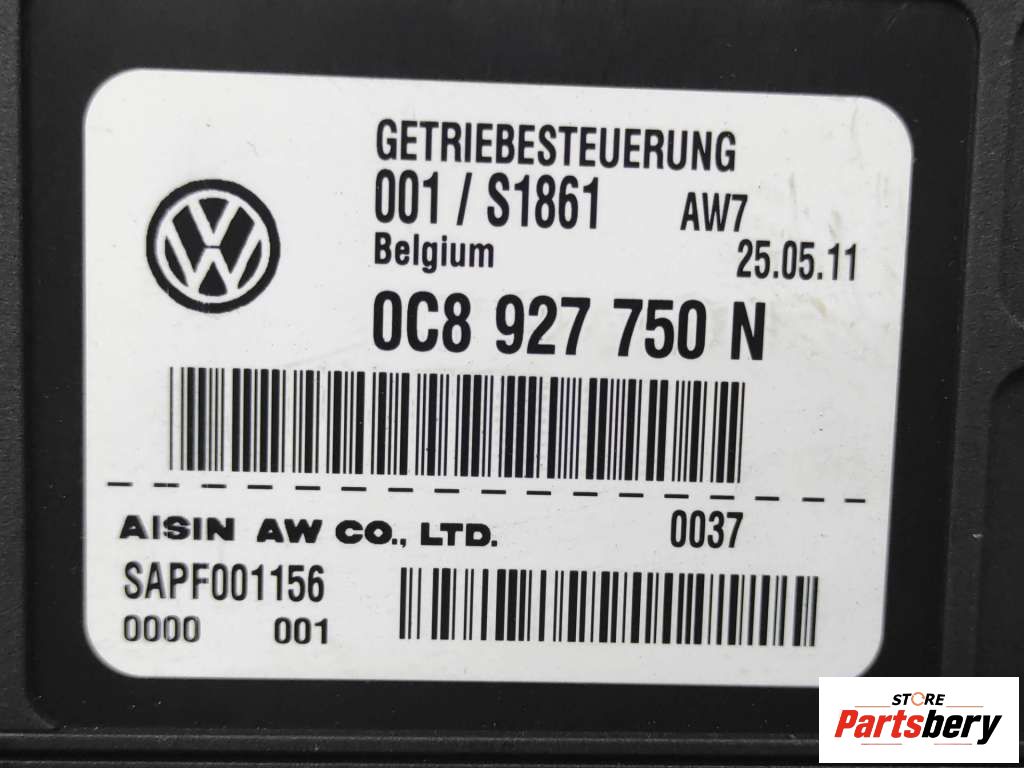 GETRIEBESTEUERUNG
001 / S1861 AW7
Belgium 25.05.11
0C8 927 750 N
AISIN AW CO., LTD. 0037
SAPF001156
0000 001
STORE
Partsbery